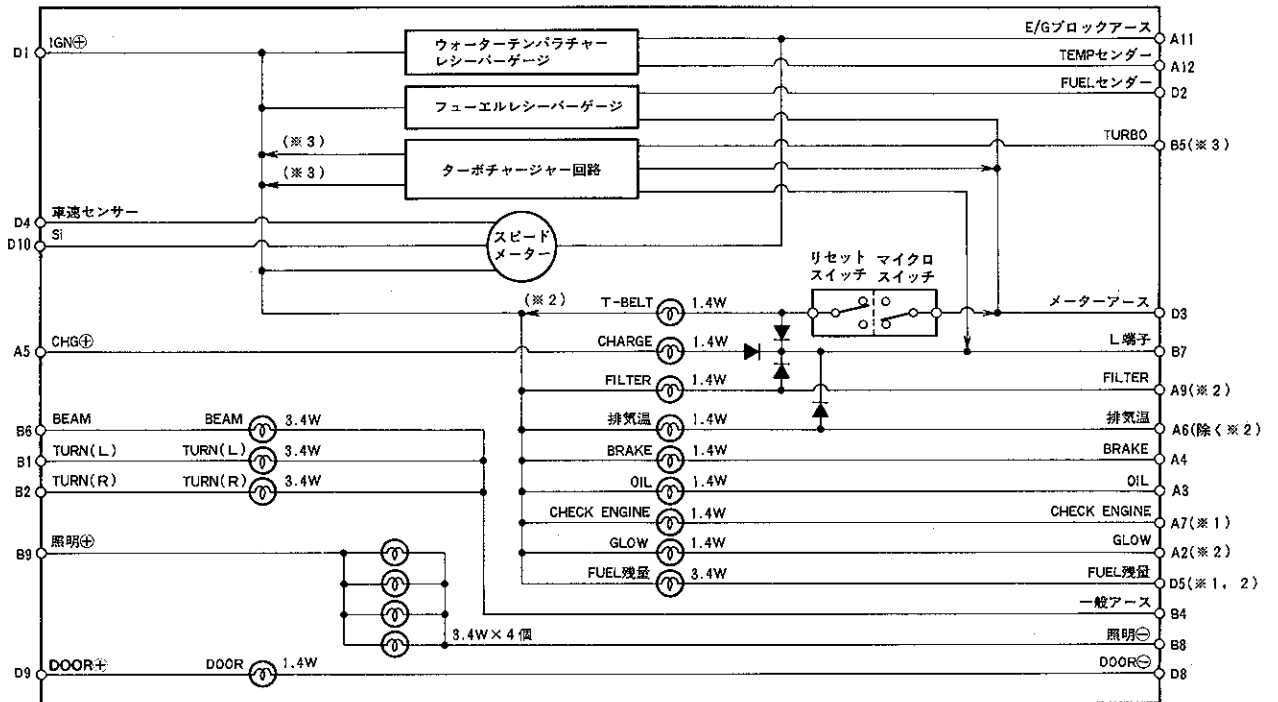 E/Gブロックアース
A11
D1
IGN⊕
ウォーターテンパラチャー
レシーバーゲージ
TEMPセンダー
A12
FUELセンダー
D2
フューエルレシーバーゲージ
(※3)
TURBO
B5(※3)
(※3)
ターボチャージャー回路
D4
車速センサー
D10
Si
スピード
メーター
リセット
スイッチ
マイクロ
スイッチ
(※2)
T-BELT
1.4W
メーターアース
D3
A5
CHG⊕
CHARGE
1.4W
L端子
B7
FILTER
1.4W
FILTER
A9(※2)
B6
BEAM
BEAM
3.4W
排気温
1.4W
排気温
A6(除く※2)
B1
TURN(L)
TURN(L)
3.4W
BRAKE
1.4W
BRAKE
A4
B2
TURN(R)
TURN(R)
3.4W
OIL
1.4W
OIL
A3
CHECK ENGINE
1.4W
CHECK ENGINE
A7(※1)
B9
照明⊕
GLOW
1.4W
GLOW
A2(※2)
FUEL残量
3.4W
FUEL残量
D5(※1, 2)
一般アース
B4
3.4W×4個
照明⊖
B8
D9
DOOR⊕
DOOR
1.4W
DOOR⊖
D8